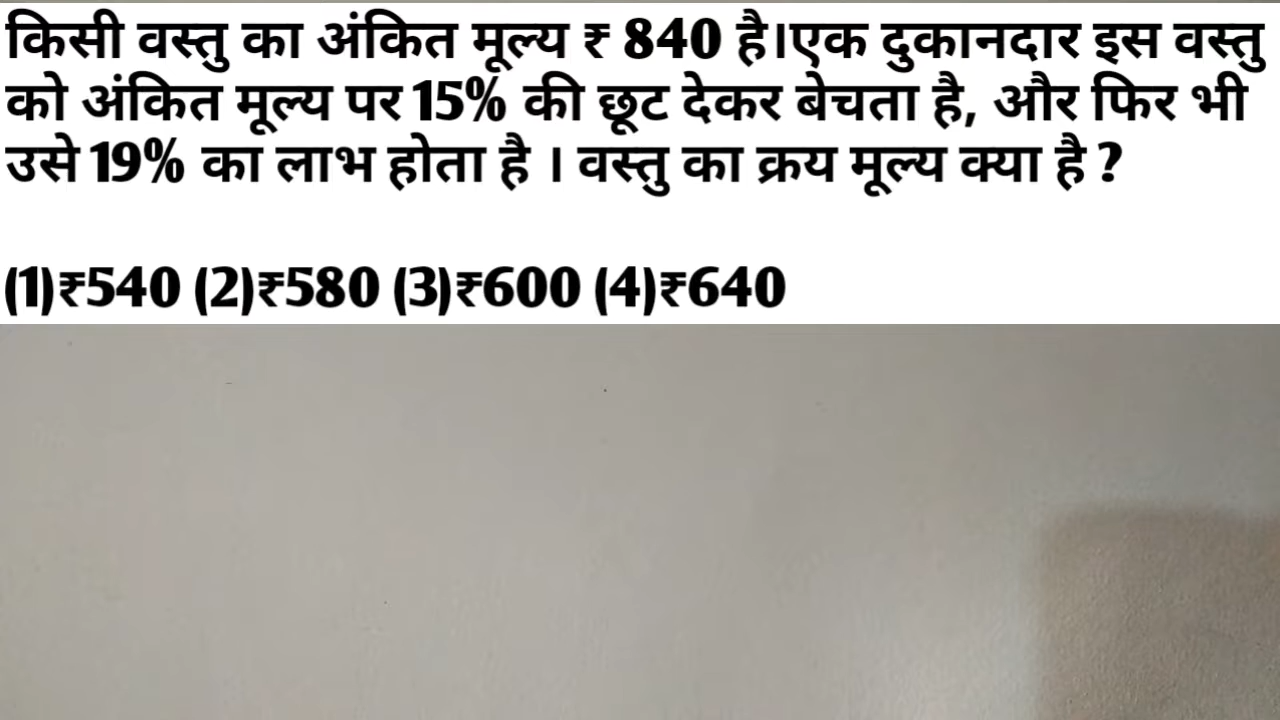 किसी वस्तु का अंकित मूल्य ₹ 840 है।एक दुकानदार इस वस्तु
को अंकित मूल्य पर 15% की छूट देकर बेचता है, और फिर भी
उसे 19% का लाभ होता है । वस्तु का क्रय मूल्य क्या है ?
(1)₹540 (2)₹580 (3)₹600 (4)₹640